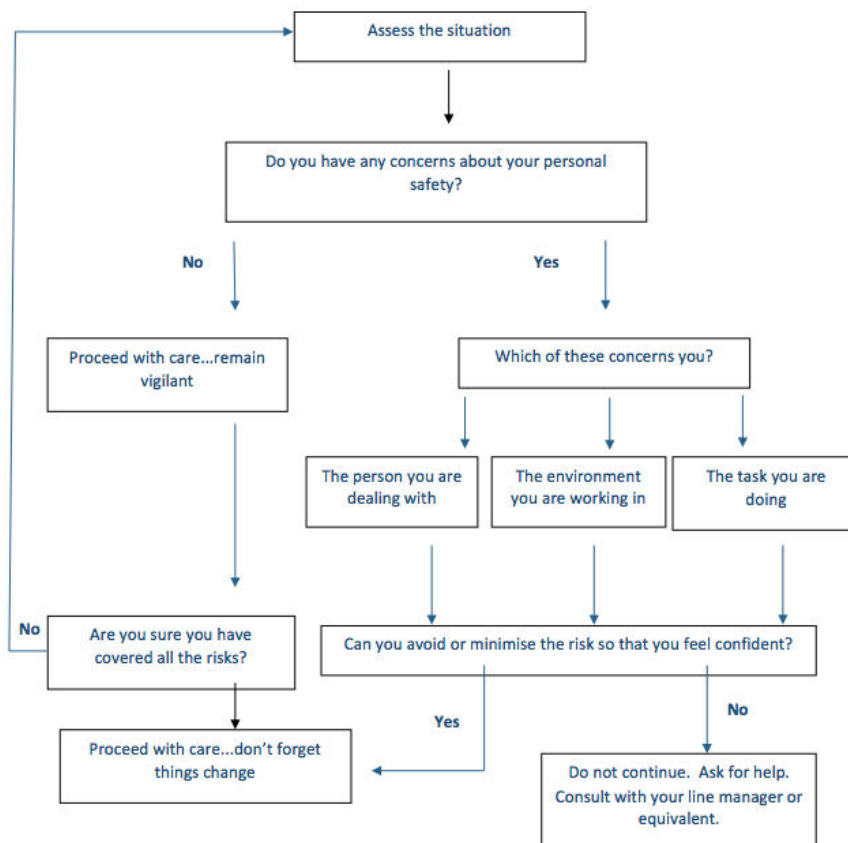 Assess the situation
Do you have any concerns about your personal
safety?
No
Yes
Proceed with care...remain
vigilant
Which of these concerns you?
The person you are
dealing with
The environment
you are working in
The task you are
doing
No
Are you sure you have
covered all the risks?
Can you avoid or minimise the risk so that you feel confident?
Yes
No
Proceed with care...don’t forget
things change
Do not continue.  Ask for help.
Consult with your line manager or
equivalent.